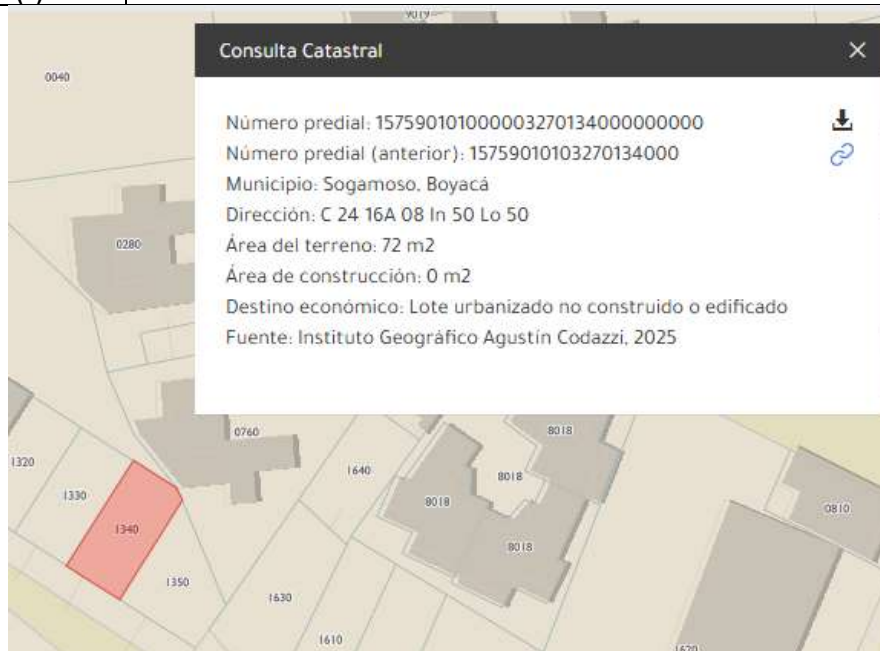 9019
Consulta Catastral
0040
Número predial: 157590101000003270134000000000
Número predial (anterior): 15759010103270134000
Municipio: Sogamoso, Boyacá
Dirección: C 24 16A 08 In 50 Lo 50
Área del terreno: 72 m2
Área de construcción: 0 m2
Destino económico: Lote urbanizado no construido o edificado
Fuente: Instituto Geográfico Agustín Codazzi, 2025
0280
0760
8018
1320
1640
8018
1330
8018
0810
1340
8018
1350
1630
1610
1620